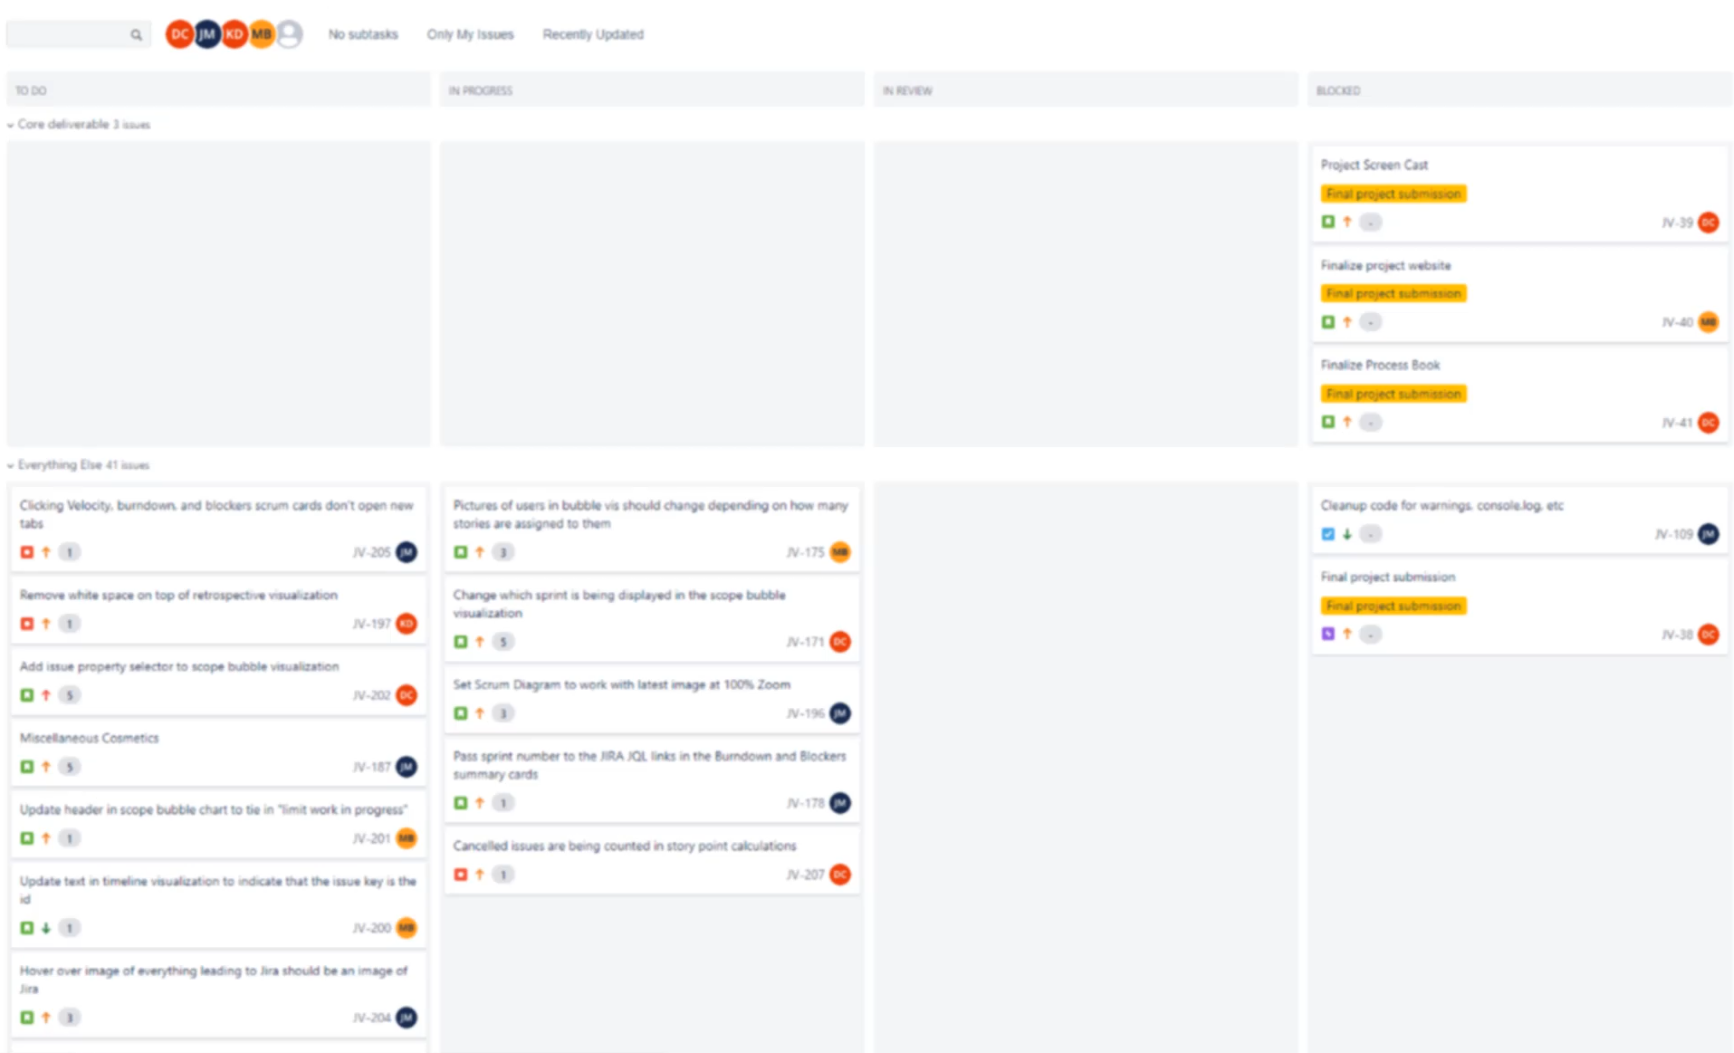 DC JM KD MB No subtasks Only My Issues Recently Updated
TO DO
IN PROGRESS
IN REVIEW
BLOCKED
Core deliverable 3 issues
Project Screen Cast
Final project submission
- JV-39 DC
Finalize project website
Final project submission
- JV-40 MB
Finalize Process Book
Final project submission
- JV-41 DC
Everything Else 41 issues
Clicking Velocity, burndown, and blockers scrum cards don't open new
tabs
1 JV-205 JM
Remove white space on top of retrospective visualization
1 JV-197 KD
Add issue property selector to scope bubble visualization
5 JV-202 DC
Miscellaneous Cosmetics
5 JV-187 JM
Update header in scope bubble chart to tie in "limit work in progress"
1 JV-201 MB
Update text in timeline visualization to indicate that the issue key is the
id
1 JV-200 MB
Hover over image of everything leading to Jira should be an image of
Jira
3 JV-204 JM
Pictures of users in bubble vis should change depending on how many
stories are assigned to them
3 JV-175 MB
Change which sprint is being displayed in the scope bubble
visualization
5 JV-171 DC
Set Scrum Diagram to work with latest image at 100% Zoom
3 JV-196 JM
Pass sprint number to the JIRA JQL links in the Burndown and Blockers
summary cards
1 JV-178 JM
Cancelled issues are being counted in story point calculations
1 JV-207 DC
Cleanup code for warnings, console.log, etc
- JV-109 JM
Final project submission
Final project submission
- JV-38 DC